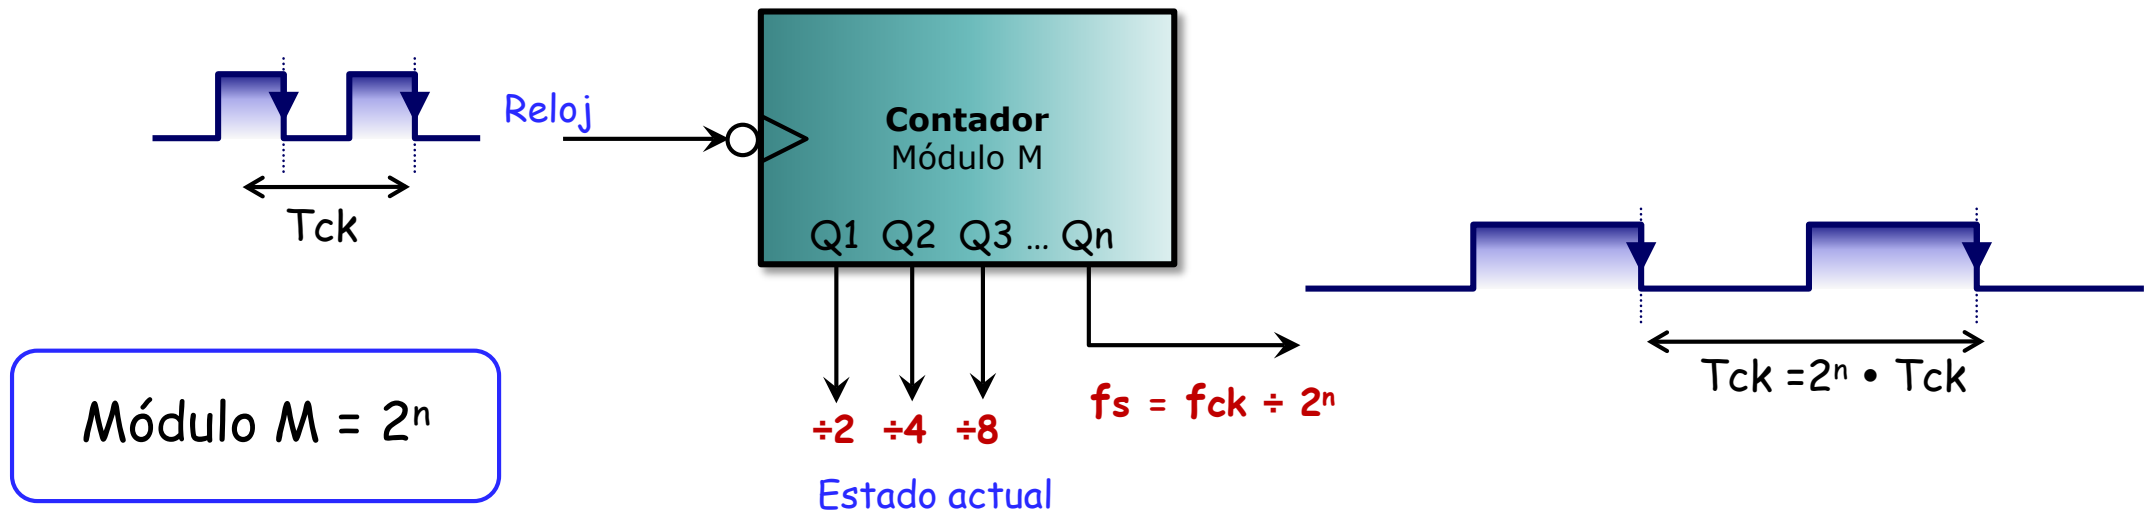 Reloj
Contador
Módulo M
Tck
Q1 Q2 Q3 ... Qn
Tck =2ⁿ • Tck
fs = fck ÷ 2ⁿ
Módulo M = 2ⁿ
÷2 ÷4 ÷8
Estado actual